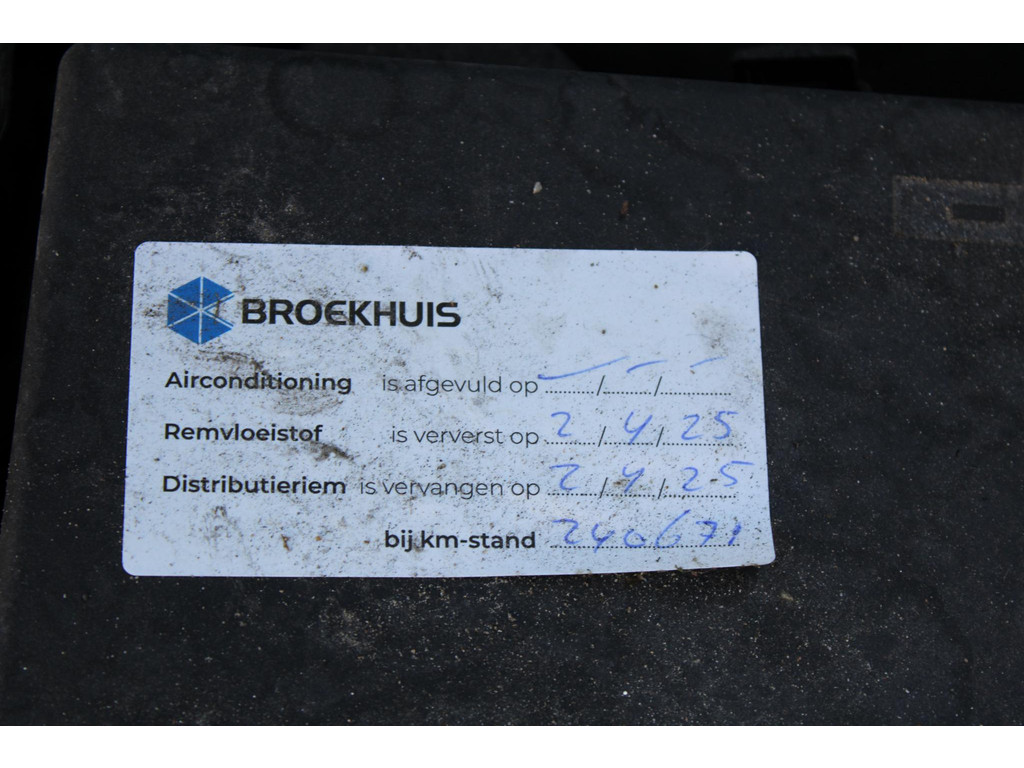 BROEKHUIS
Airconditioning is afgevuld op - / - / -
Remvloeistof is ververst op 2 / 4 / 25
Distributieriem is vervangen op 2 / 4 / 25
bij km-stand 240671